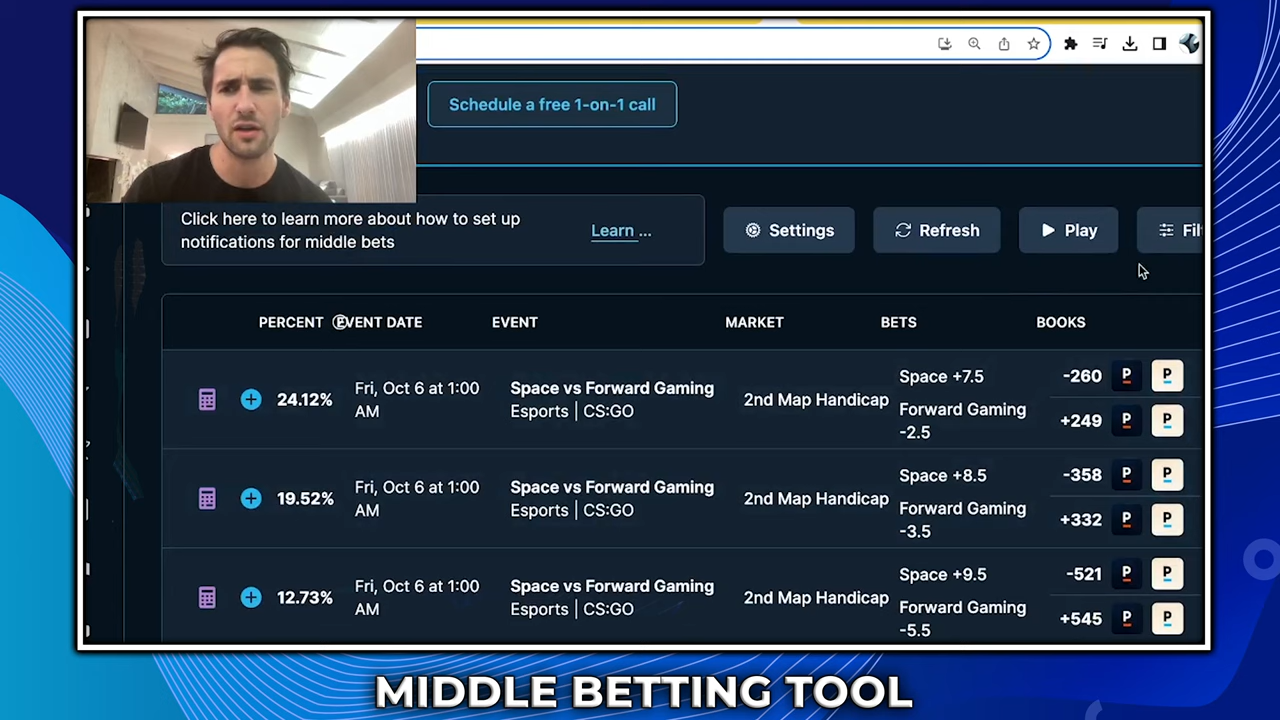 Schedule a free 1-on-1 call
Click here to learn more about how to set up
notifications for middle bets
Learn ...
Settings
Refresh
Play
Fil
PERCENT
EVENT DATE
EVENT
MARKET
BETS
BOOKS
24.12%
Fri, Oct 6 at 1:00
AM
Space vs Forward Gaming
Esports | CS:GO
2nd Map Handicap
Space +7.5
Forward Gaming
-2.5
-260 P P
+249 P P
19.52%
Fri, Oct 6 at 1:00
AM
Space vs Forward Gaming
Esports | CS:GO
2nd Map Handicap
Space +8.5
Forward Gaming
-3.5
-358 P P
+332 P P
12.73%
Fri, Oct 6 at 1:00
AM
Space vs Forward Gaming
Esports | CS:GO
2nd Map Handicap
Space +9.5
Forward Gaming
-5.5
-521 P P
+545 P P
MIDDLE BETTING TOOL